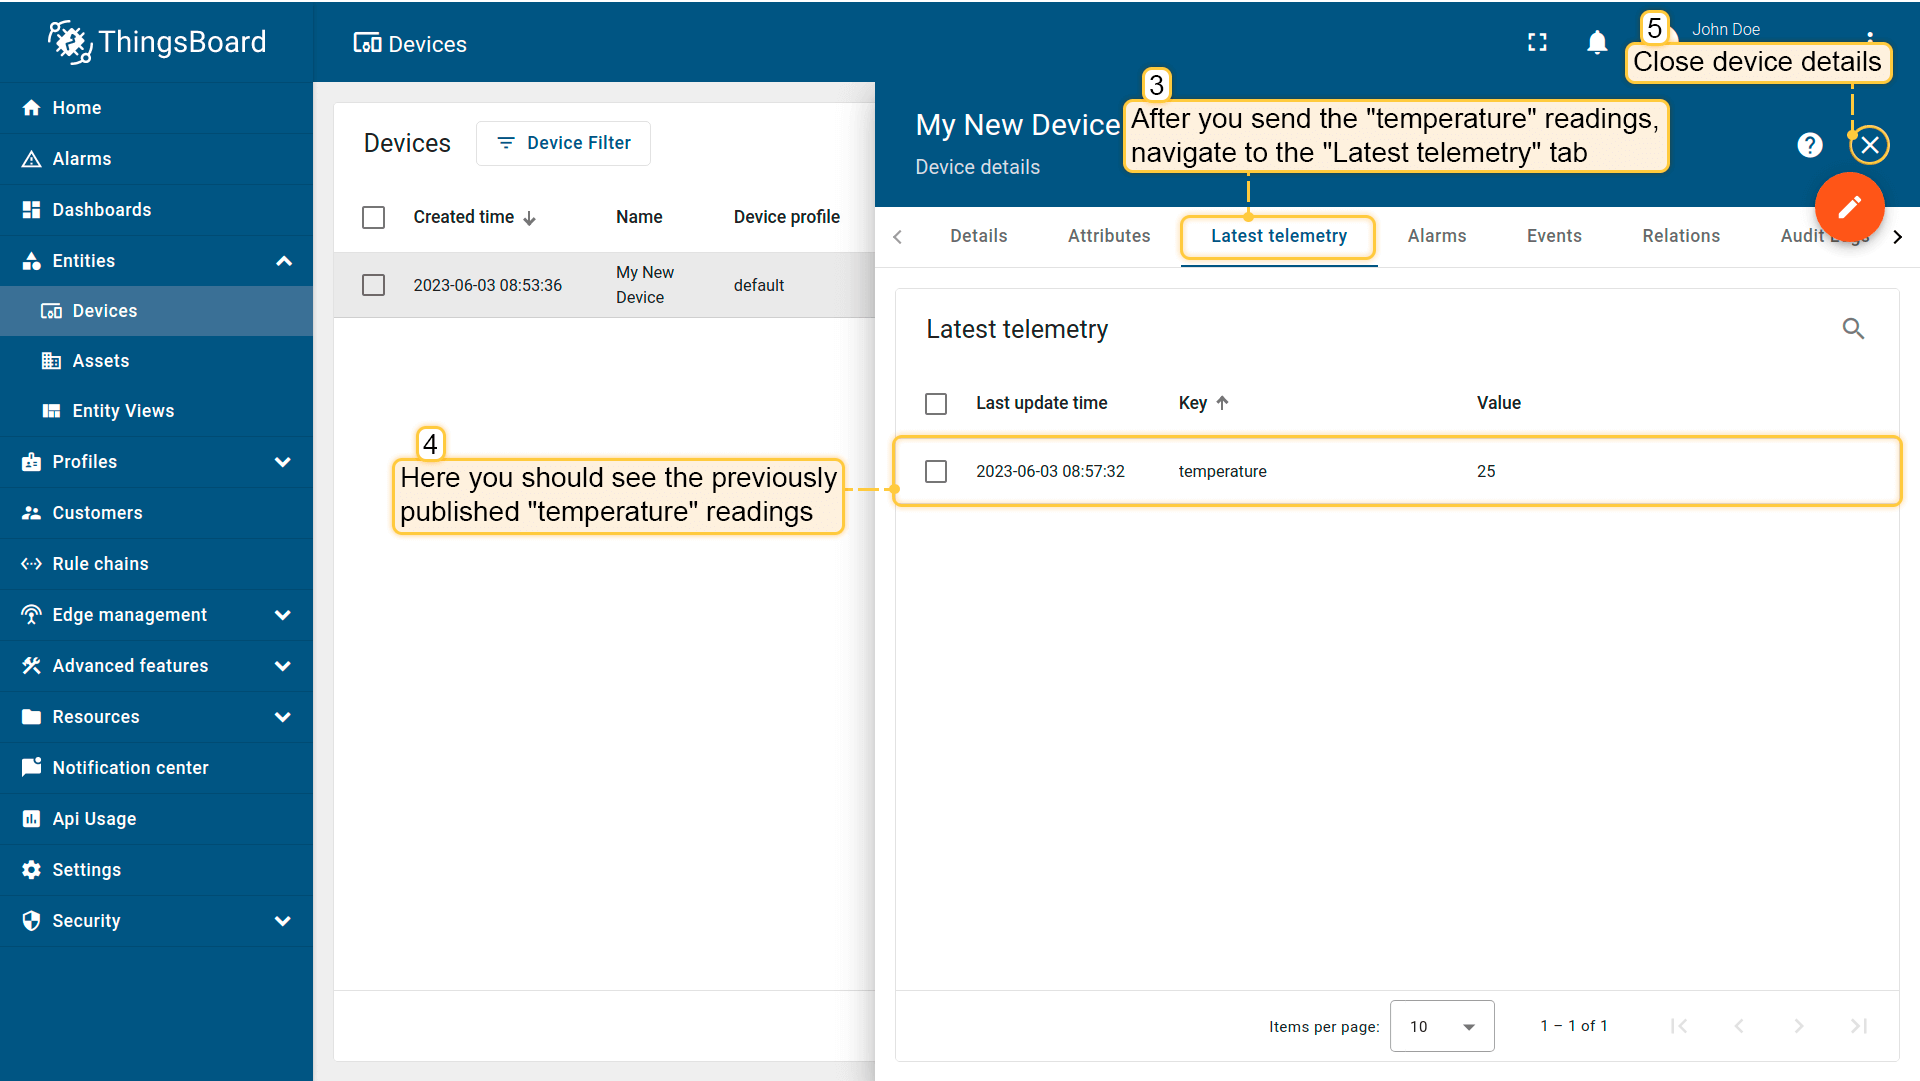 ThingsBoard
Home
Alarms
Dashboards
Entities
Devices
Assets
Entity Views
Profiles
Customers
Rule chains
Edge management
Advanced features
Resources
Notification center
Api Usage
Settings
Security
Devices
John Doe
5
Close device details
Devices
Device Filter
Created time
Name
Device profile
2023-06-03 08:53:36
My New
Device
default
4
Here you should see the previously
published "temperature" readings
My New Device
Device details
3
After you send the "temperature" readings,
navigate to the "Latest telemetry" tab
Details
Attributes
Latest telemetry
Alarms
Events
Relations
Audit Logs
Latest telemetry
Last update time
Key
Value
2023-06-03 08:57:32
temperature
25
Items per page:
10
1 – 1 of 1